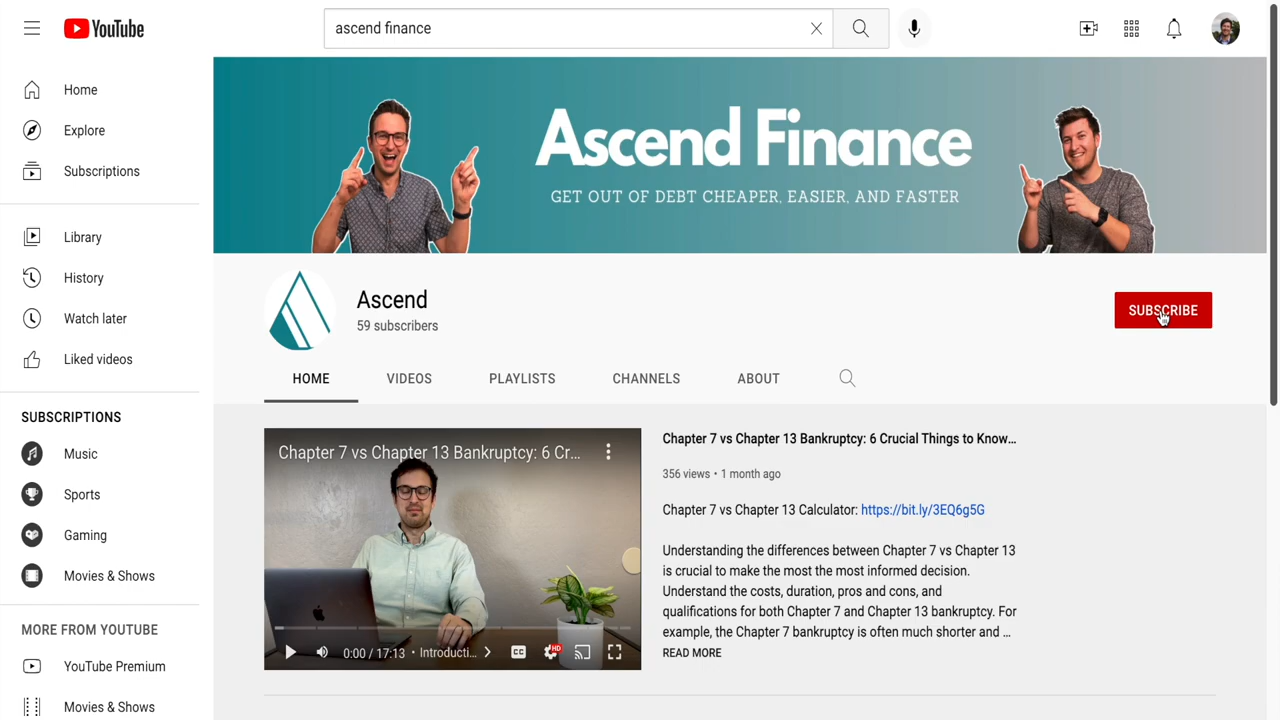 YouTube
ascend finance
Home
Explore
Subscriptions
Library
History
Watch later
Liked videos
SUBSCRIPTIONS
Music
Sports
Gaming
Movies & Shows
MORE FROM YOUTUBE
YouTube Premium
Movies & Shows
Ascend Finance
GET OUT OF DEBT CHEAPER, EASIER, AND FASTER
Ascend
59 subscribers
SUBSCRIBE
HOME VIDEOS PLAYLISTS CHANNELS ABOUT
Chapter 7 vs Chapter 13 Bankruptcy: 6 Cr...
0:00 / 17:13 • Introducti...
CC
HD
Chapter 7 vs Chapter 13 Bankruptcy: 6 Crucial Things to Know...
356 views • 1 month ago
Chapter 7 vs Chapter 13 Calculator: https://bit.ly/3EQ6g5G
Understanding the differences between Chapter 7 vs Chapter 13
is crucial to make the most the most informed decision.
Understand the costs, duration, pros and cons, and
qualifications for both Chapter 7 and Chapter 13 bankruptcy. For
example, the Chapter 7 bankruptcy is often much shorter and ...
READ MORE